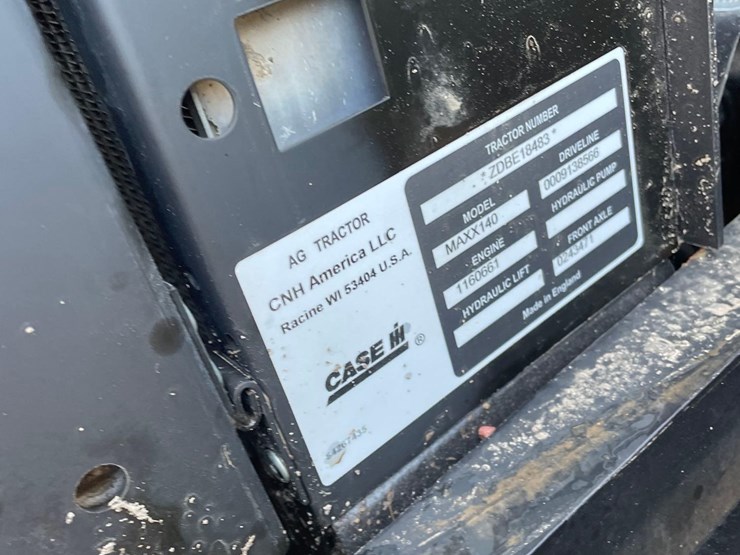 AG TRACTOR
CNH America LLC
Racine WI 53404 U.S.A.
CASE IH ®
84267435
TRACTOR NUMBER
* ZDBE18483 *
MODEL
MAXX140
DRIVELINE
0009138566
ENGINE
1160661
HYDRAULIC PUMP
HYDRAULIC LIFT
FRONT AXLE
0243471
Made in England